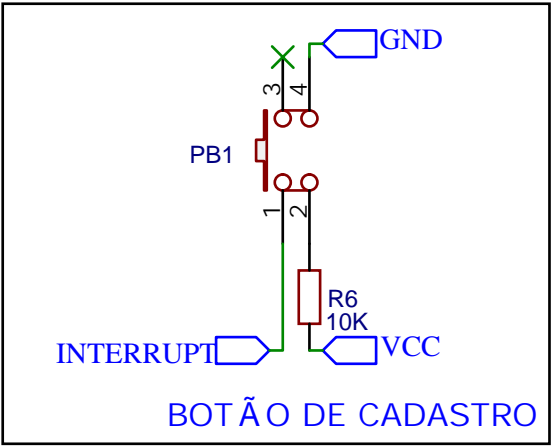 GND
3
4
PB1
1
2
R6
10K
INTERRUPT
VCC
BOTÃO DE CADASTRO